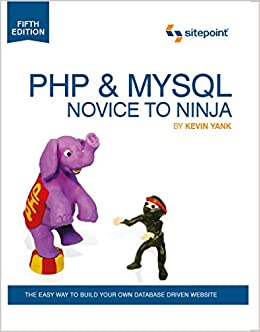 FIFTH
EDITION
sitepoint
PHP & MYSQL
NOVICE TO NINJA
BY KEVIN YANK
PHP
THE EASY WAY TO BUILD YOUR OWN DATABASE DRIVEN WEBSITE